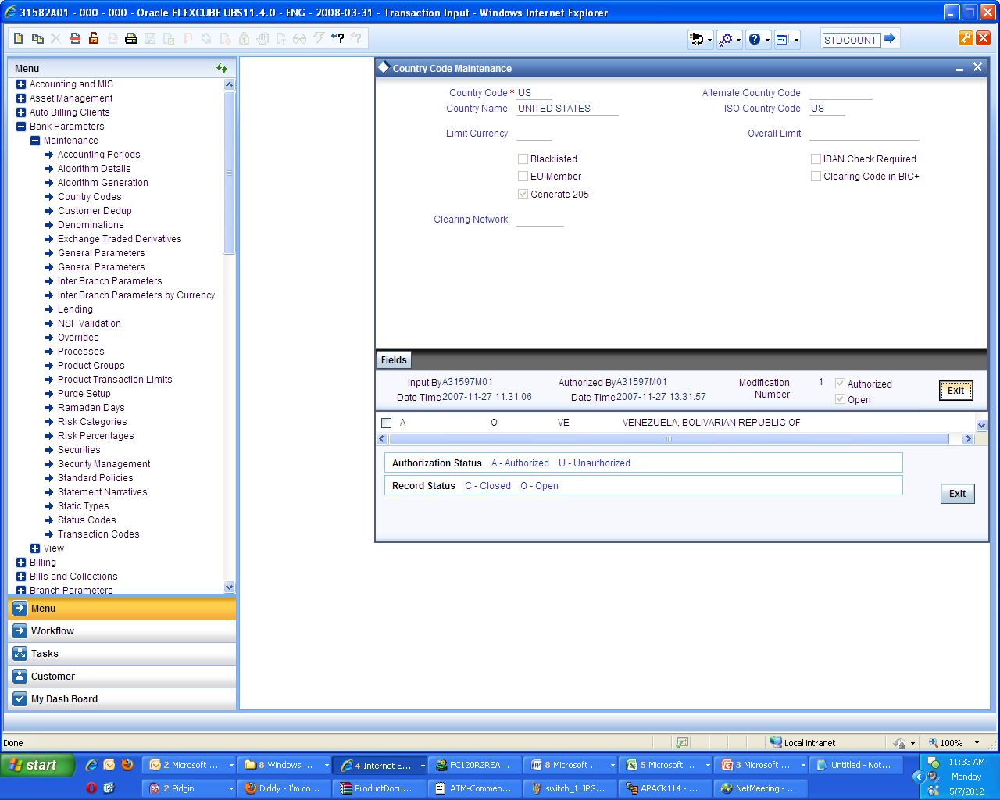 31582A01 - 000 - 000 - Oracle FLEXCUBE UBS11.4.0 - ENG - 2008-03-31 - Transaction Input - Windows Internet Explorer
STDCOUNT
Menu
Accounting and MIS
Asset Management
Auto Billing Clients
Bank Parameters
Maintenance
Accounting Periods
Algorithm Details
Algorithm Generation
Country Codes
Customer Dedup
Denominations
Exchange Traded Derivatives
General Parameters
General Parameters
Inter Branch Parameters
Inter Branch Parameters by Currency
Lending
NSF Validation
Overrides
Processes
Product Groups
Product Transaction Limits
Purge Setup
Ramadan Days
Risk Categories
Risk Percentages
Securities
Security Management
Standard Policies
Statement Narratives
Static Types
Status Codes
Transaction Codes
View
Billing
Bills and Collections
Branch Parameters
Menu
Workflow
Tasks
Customer
My Dash Board
Country Code Maintenance
Country Code * US
Alternate Country Code
Country Name UNITED STATES
ISO Country Code US
Limit Currency
Overall Limit
Blacklisted
IBAN Check Required
EU Member
Clearing Code in BIC+
Generate 205
Clearing Network
Fields
Input By A31597M01
Authorized By A31597M01
Modification Number 1
Authorized
Date Time 2007-11-27 11:31:06
Date Time 2007-11-27 13:31:57
Open
Exit
A O VE VENEZUELA, BOLIVARIAN REPUBLIC OF
Authorization Status A - Authorized U - Unauthorized
Record Status C - Closed O - Open
Exit
Done
Local intranet
100%
start
2 Microsoft ...
8 Windows ...
4 Internet E...
FC120R2REA...
8 Microsoft ...
5 Microsoft ...
3 Microsoft ...
Untitled - Not...
11:33 AM
2 Pidgin
Diddy - I'm co...
ProductDocu...
ATM-Commen...
switch_1.JPG...
APACK114 - ...
NetMeeting - ...
Monday
5/7/2012